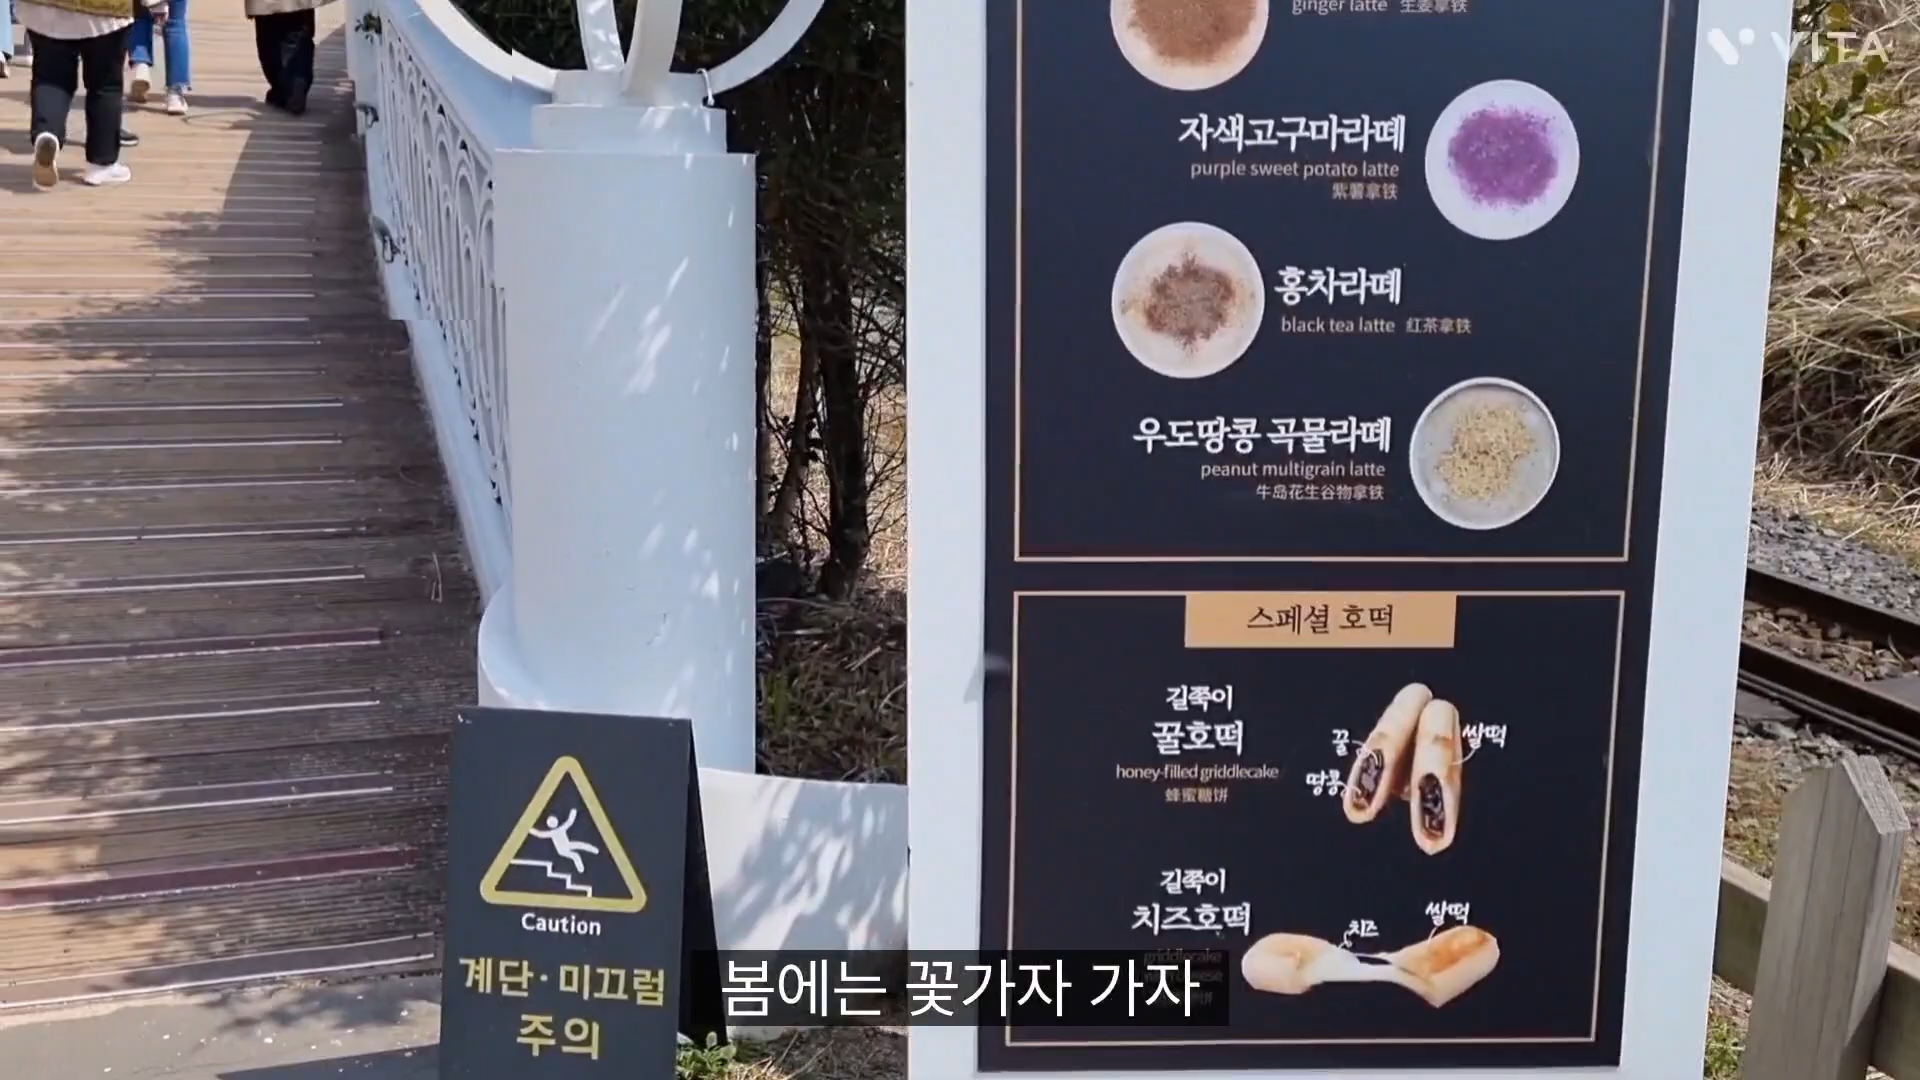 ginger latte 生姜拿铁
VITA
자색고구마라떼
purple sweet potato latte
紫薯拿铁
홍차라떼
black tea latte 红茶拿铁
우도땅콩 곡물라떼
peanut multigrain latte
牛岛花生谷物拿铁
스페셜 호떡
길쭉이
꿀호떡
honey-filled griddlecake
蜂蜜糖饼
꿀
쌀떡
땅콩
길쭉이
치즈호떡
griddlecake
치즈
쌀떡
Caution
계단·미끄럼
주의
봄에는 꽃가자 가자